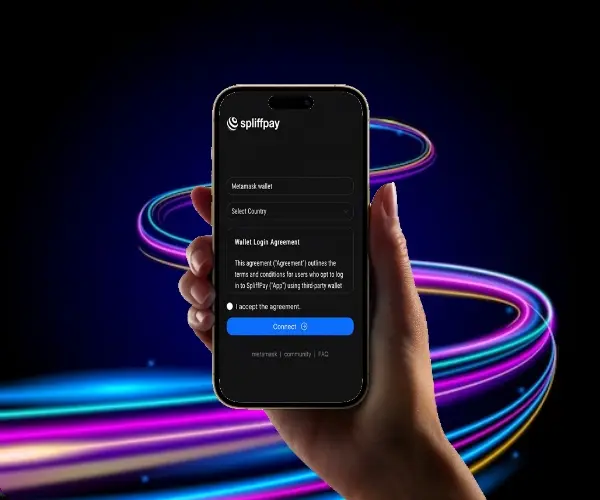 spliffpay
Metamask wallet
Select Country
Wallet Login Agreement
This agreement ("Agreement") outlines the
terms and conditions for users who opt to log
in to SpliffPay ("App") using third-party wallet
I accept the agreement.
Connect
metamask | community | FAQ